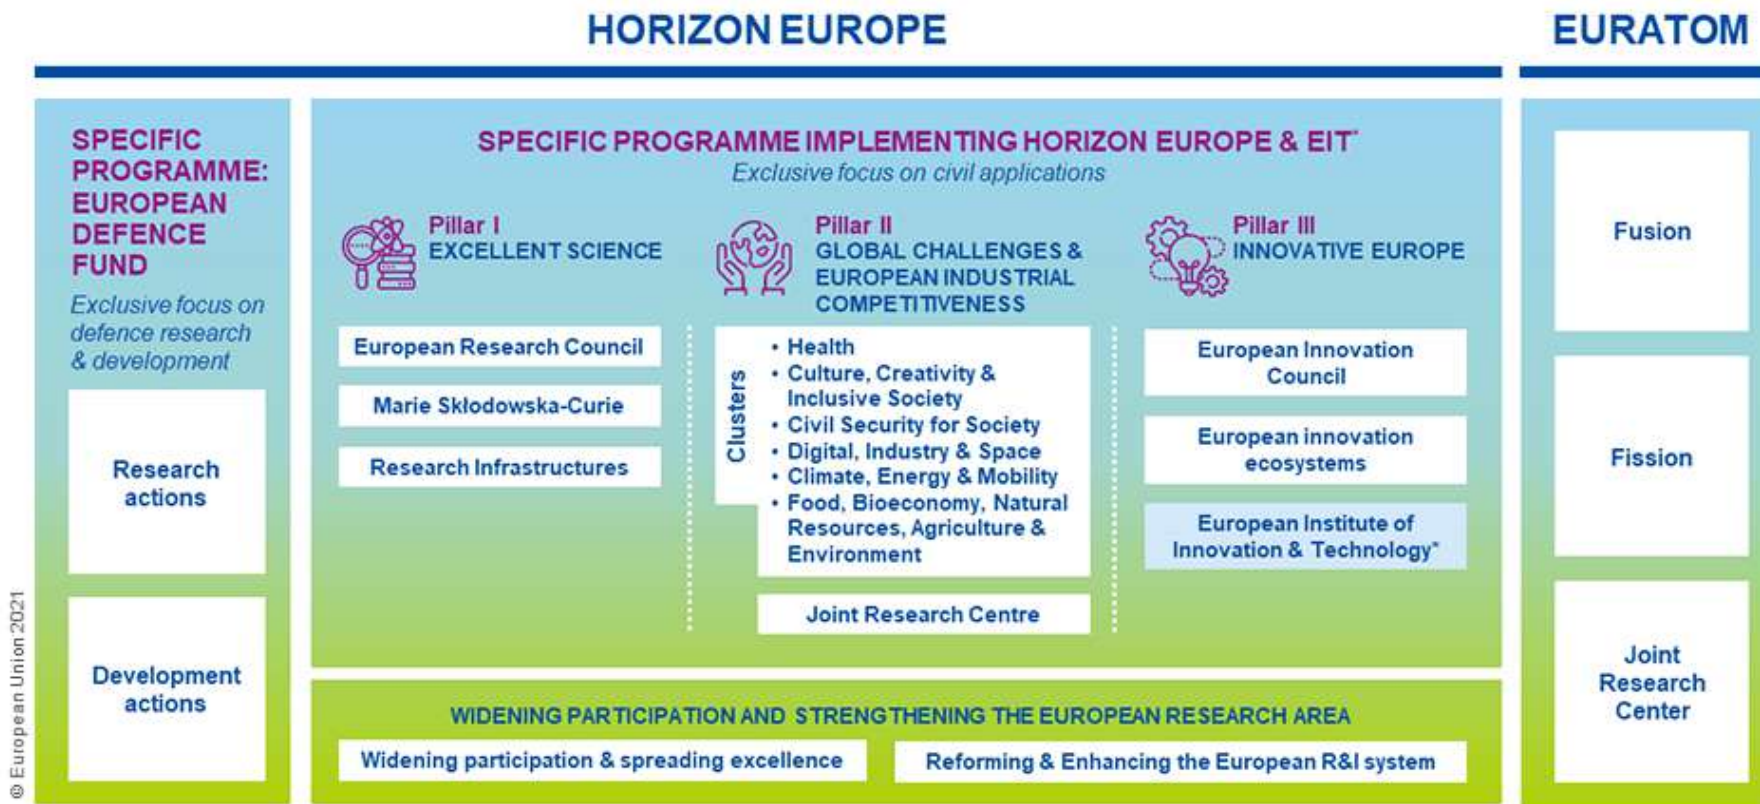 HORIZON EUROPE
EURATOM
SPECIFIC
PROGRAMME:
EUROPEAN
DEFENCE
FUND
Exclusive focus on
defence research
& development
Research
actions
Development
actions
SPECIFIC PROGRAMME IMPLEMENTING HORIZON EUROPE & EIT*
Exclusive focus on civil applications
Pillar I
EXCELLENT SCIENCE
European Research Council
Marie Skłodowska-Curie
Research Infrastructures
Pillar II
GLOBAL CHALLENGES &
EUROPEAN INDUSTRIAL
COMPETITIVENESS
Clusters
• Health
• Culture, Creativity &
Inclusive Society
• Civil Security for Society
• Digital, Industry & Space
• Climate, Energy & Mobility
• Food, Bioeconomy, Natural
Resources, Agriculture &
Environment
Joint Research Centre
Pillar III
INNOVATIVE EUROPE
European Innovation
Council
European innovation
ecosystems
European Institute of
Innovation & Technology*
WIDENING PARTICIPATION AND STRENGTHENING THE EUROPEAN RESEARCH AREA
Widening participation & spreading excellence
Reforming & Enhancing the European R&I system
Fusion
Fission
Joint
Research
Center
© European Union 2021